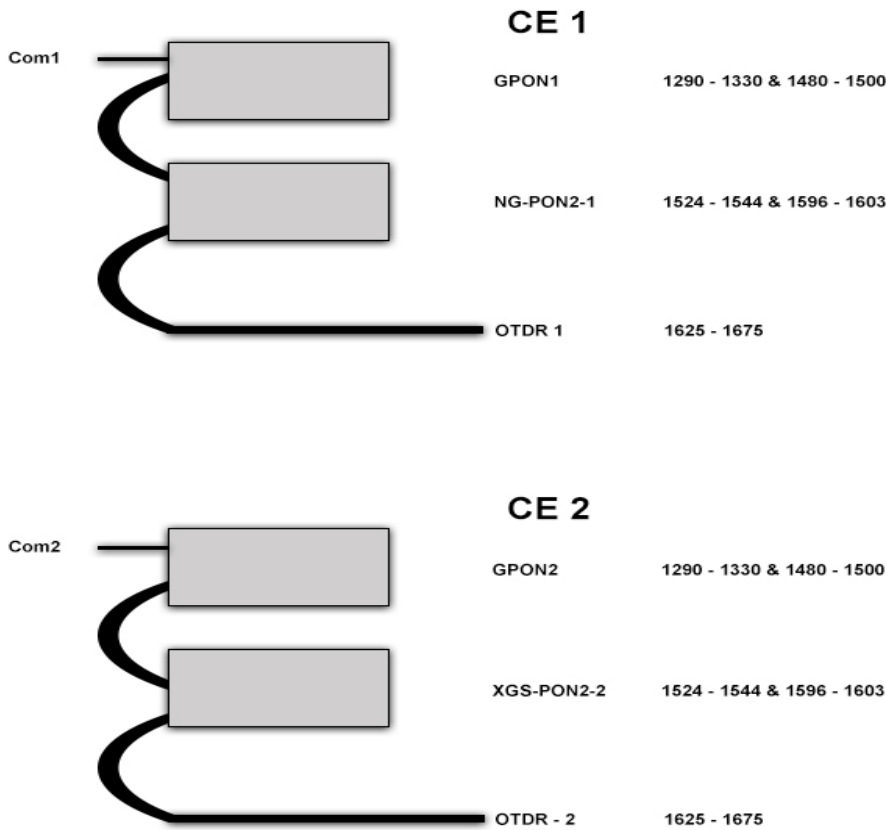 CE 1
Com1
GPON1 1290 - 1330 & 1480 - 1500
NG-PON2-1 1524 - 1544 & 1596 - 1603
OTDR 1 1625 - 1675
CE 2
Com2
GPON2 1290 - 1330 & 1480 - 1500
XGS-PON2-2 1524 - 1544 & 1596 - 1603
OTDR - 2 1625 - 1675